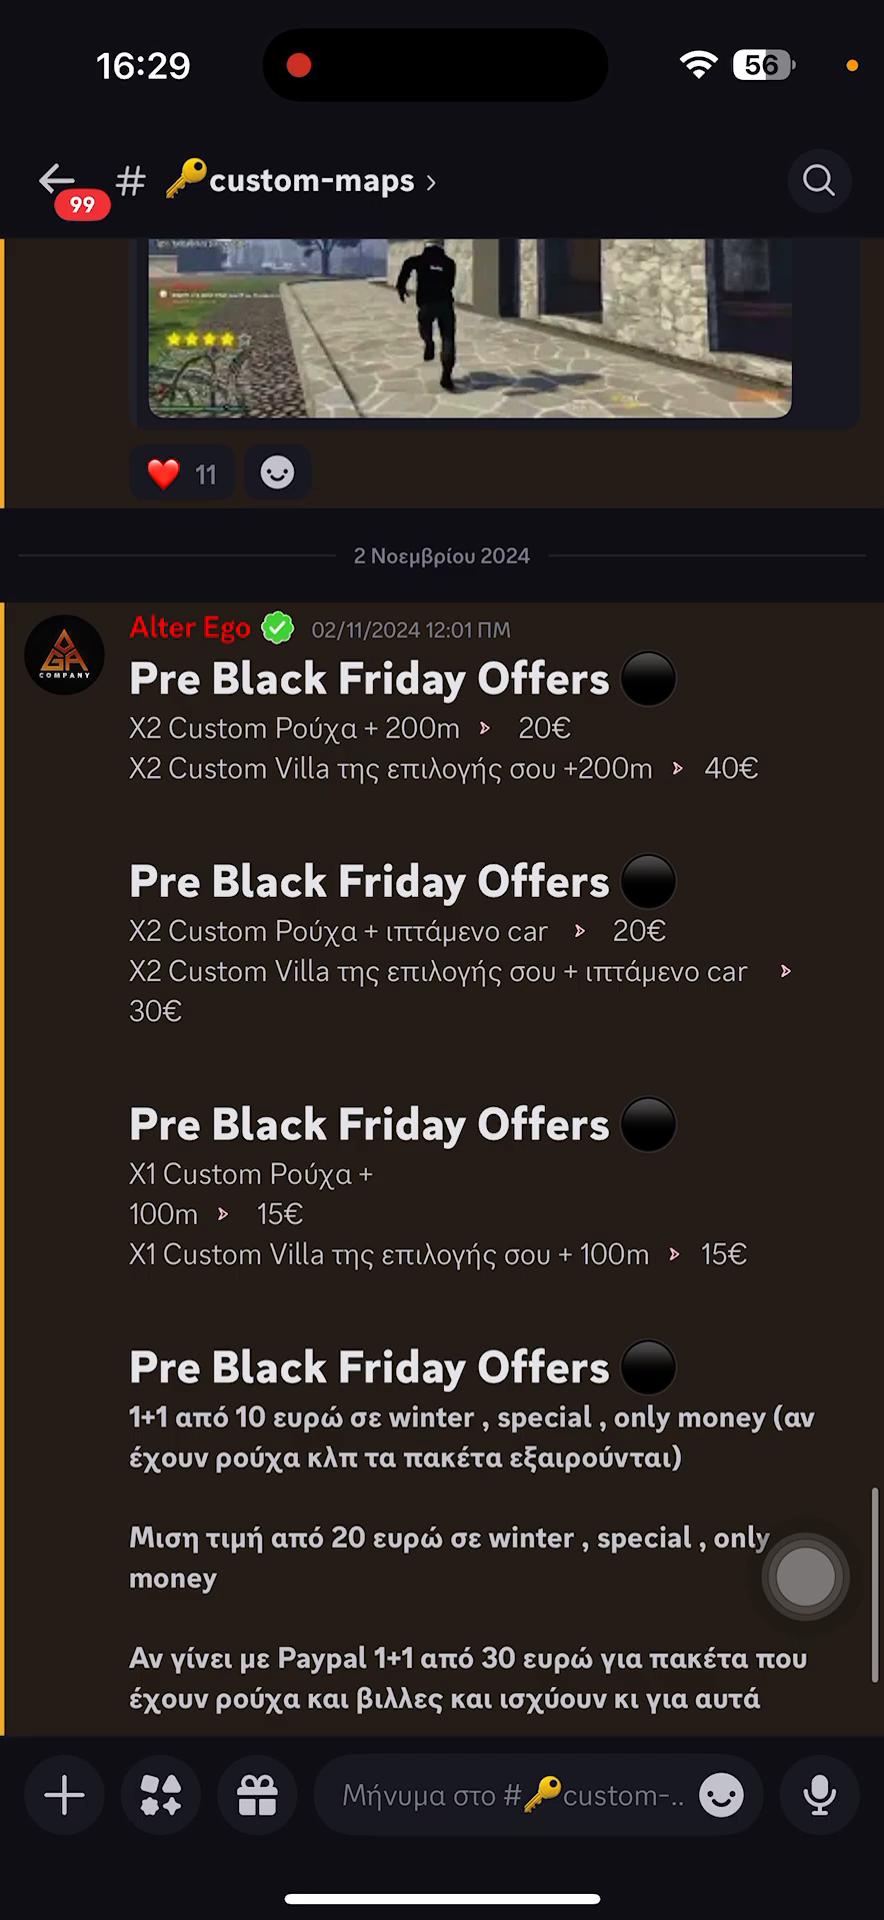 16:29
56
99
# 🔑custom-maps ›
❤️ 11
2 Νοεμβρίου 2024
Alter Ego 02/11/2024 12:01 ΠΜ
OGA
COMPANY
Pre Black Friday Offers ⚫
X2 Custom Ρούχα + 200m 20€
X2 Custom Villa της επιλογής σου +200m 40€
Pre Black Friday Offers ⚫
X2 Custom Ρούχα + ιπτάμενο car 20€
X2 Custom Villa της επιλογής σου + ιπτάμενο car
30€
Pre Black Friday Offers ⚫
X1 Custom Ρούχα +
100m 15€
X1 Custom Villa της επιλογής σου + 100m 15€
Pre Black Friday Offers ⚫
1+1 από 10 ευρώ σε winter , special , only money (αν
έχουν ρούχα κλπ τα πακέτα εξαιρούνται)
Μιση τιμή από 20 ευρώ σε winter , special , only
money
Αν γίνει με Paypal 1+1 από 30 ευρώ για πακέτα που
έχουν ρούχα και βιλλες και ισχύουν κι για αυτά
Μήνυμα στο #🔑custom-..